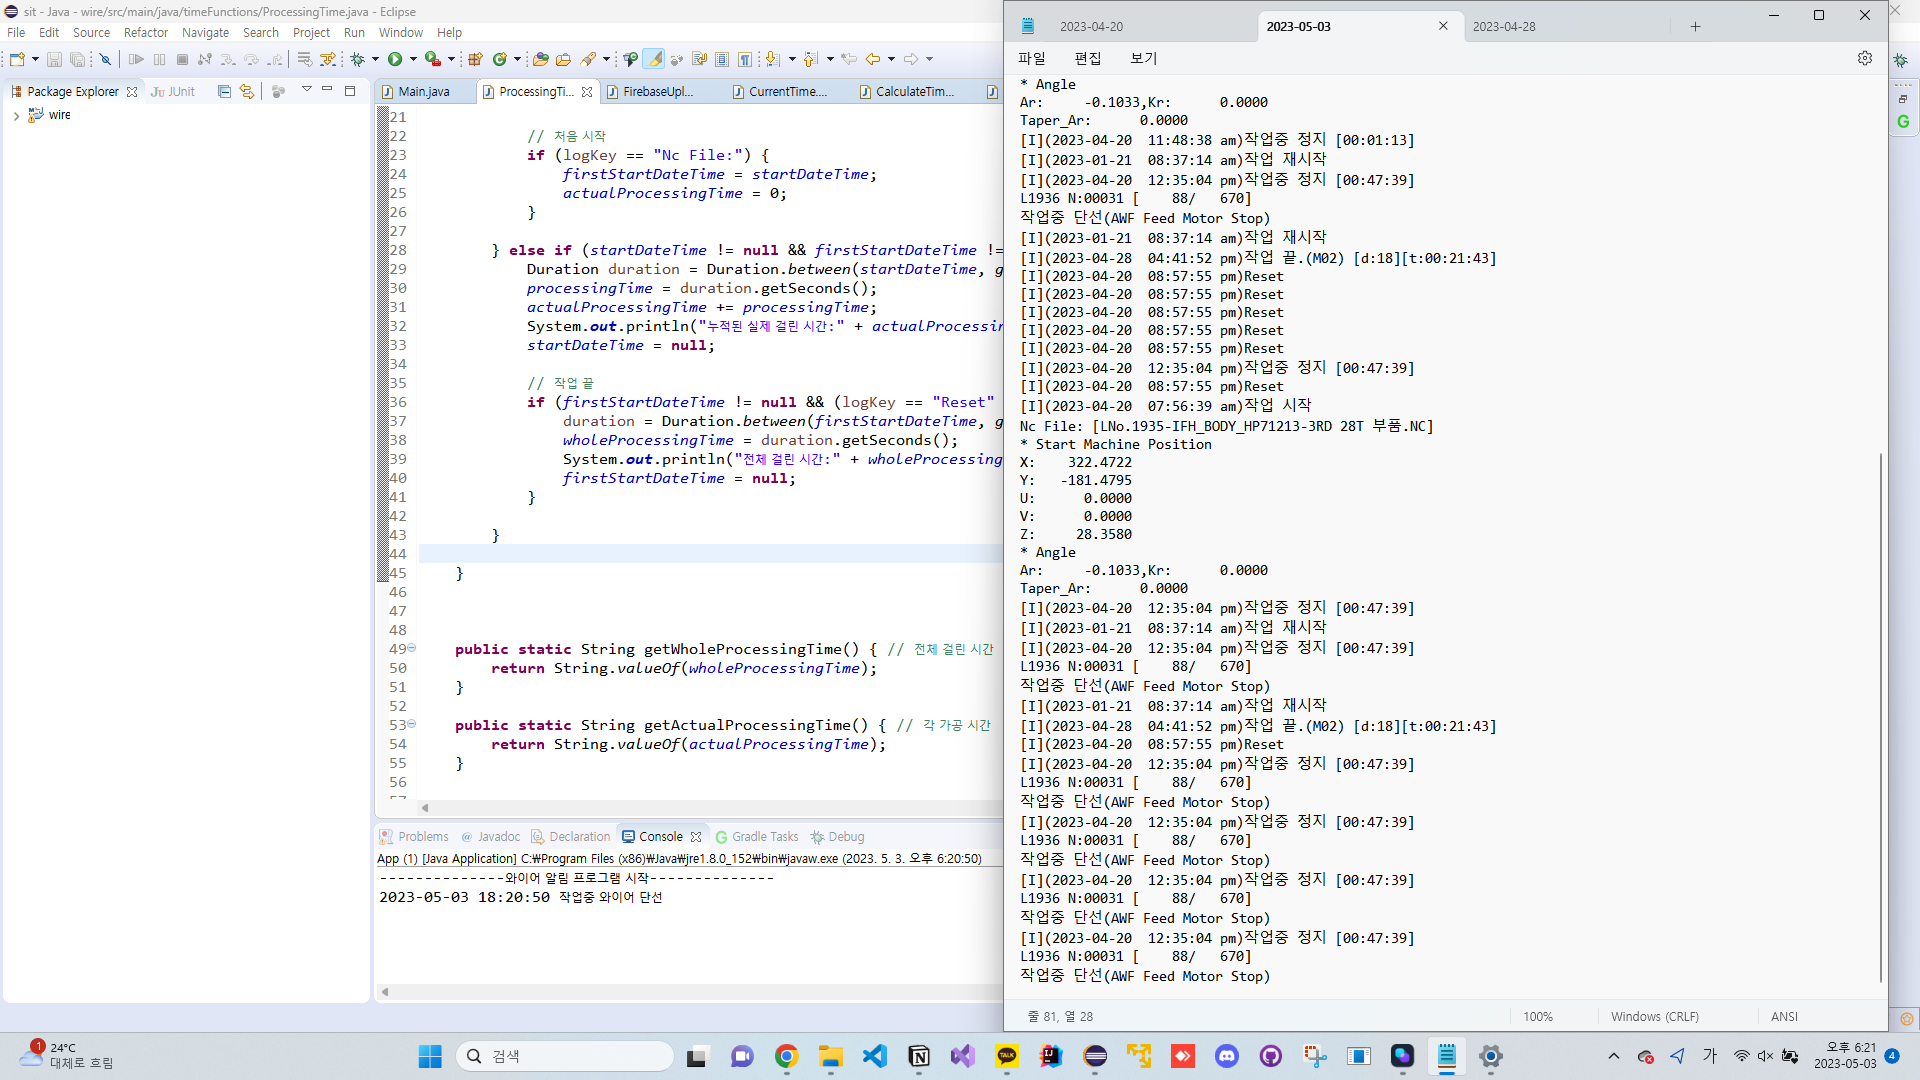 sit - Java - wire/src/main/java/timeFunctions/ProcessingTime.java - Eclipse
File Edit Source Refactor Navigate Search Project Run Window Help
Package Explorer JUnit
wire
Main.java ProcessingTi... FirebaseUpl... CurrentTime.... CalculateTim...
21
22 // 처음 시작
23 if (logKey == "Nc File:") {
24 firstStartDateTime = startDateTime;
25 actualProcessingTime = 0;
26 }
27
28 } else if (startDateTime != null && firstStartDateTime !=
29 Duration duration = Duration.between(startDateTime, g
30 processingTime = duration.getSeconds();
31 actualProcessingTime += processingTime;
32 System.out.println("누적된 실제 걸린 시간:" + actualProcessin
33 startDateTime = null;
34
35 // 작업 끝
36 if (firstStartDateTime != null && (logKey == "Reset"
37 duration = Duration.between(firstStartDateTime, g
38 wholeProcessingTime = duration.getSeconds();
39 System.out.println("전체 걸린 시간:" + wholeProcessing
40 firstStartDateTime = null;
41 }
42
43 }
44
45 }
46
47
48
49 public static String getWholeProcessingTime() { // 전체 걸린 시간
50 return String.valueOf(wholeProcessingTime);
51 }
52
53 public static String getActualProcessingTime() { // 각 가공 시간
54 return String.valueOf(actualProcessingTime);
55 }
56
Problems Javadoc Declaration Console Gradle Tasks Debug
App (1) [Java Application] C:₩Program Files (x86)₩Java₩jre1.8.0_152₩bin₩javaw.exe (2023. 5. 3. 오후 6:20:50)
--------------와이어 알림 프로그램 시작--------------
2023-05-03 18:20:50 작업중 와이어 단선
2023-04-20 2023-05-03 2023-04-28
파일 편집 보기
* Angle
Ar: -0.1033,Kr: 0.0000
Taper_Ar: 0.0000
[I](2023-04-20 11:48:38 am)작업중 정지 [00:01:13]
[I](2023-01-21 08:37:14 am)작업 재시작
[I](2023-04-20 12:35:04 pm)작업중 정지 [00:47:39]
L1936 N:00031 [ 88/ 670]
작업중 단선(AWF Feed Motor Stop)
[I](2023-01-21 08:37:14 am)작업 재시작
[I](2023-04-28 04:41:52 pm)작업 끝.(M02) [d:18][t:00:21:43]
[I](2023-04-20 08:57:55 pm)Reset
[I](2023-04-20 08:57:55 pm)Reset
[I](2023-04-20 08:57:55 pm)Reset
[I](2023-04-20 08:57:55 pm)Reset
[I](2023-04-20 08:57:55 pm)Reset
[I](2023-04-20 12:35:04 pm)작업중 정지 [00:47:39]
[I](2023-04-20 08:57:55 pm)Reset
[I](2023-04-20 07:56:39 am)작업 시작
Nc File: [LNo.1935-IFH_BODY_HP71213-3RD 28T 부품.NC]
* Start Machine Position
X: 322.4722
Y: -181.4795
U: 0.0000
V: 0.0000
Z: 28.3580
* Angle
Ar: -0.1033,Kr: 0.0000
Taper_Ar: 0.0000
[I](2023-04-20 12:35:04 pm)작업중 정지 [00:47:39]
[I](2023-01-21 08:37:14 am)작업 재시작
[I](2023-04-20 12:35:04 pm)작업중 정지 [00:47:39]
L1936 N:00031 [ 88/ 670]
작업중 단선(AWF Feed Motor Stop)
[I](2023-01-21 08:37:14 am)작업 재시작
[I](2023-04-28 04:41:52 pm)작업 끝.(M02) [d:18][t:00:21:43]
[I](2023-04-20 08:57:55 pm)Reset
[I](2023-04-20 12:35:04 pm)작업중 정지 [00:47:39]
L1936 N:00031 [ 88/ 670]
작업중 단선(AWF Feed Motor Stop)
[I](2023-04-20 12:35:04 pm)작업중 정지 [00:47:39]
L1936 N:00031 [ 88/ 670]
작업중 단선(AWF Feed Motor Stop)
[I](2023-04-20 12:35:04 pm)작업중 정지 [00:47:39]
L1936 N:00031 [ 88/ 670]
작업중 단선(AWF Feed Motor Stop)
[I](2023-04-20 12:35:04 pm)작업중 정지 [00:47:39]
L1936 N:00031 [ 88/ 670]
작업중 단선(AWF Feed Motor Stop)
줄 81, 열 28 100% Windows (CRLF) ANSI
1 24°C
대체로 흐림
검색
TALK
가
오후 6:21
2023-05-03 4